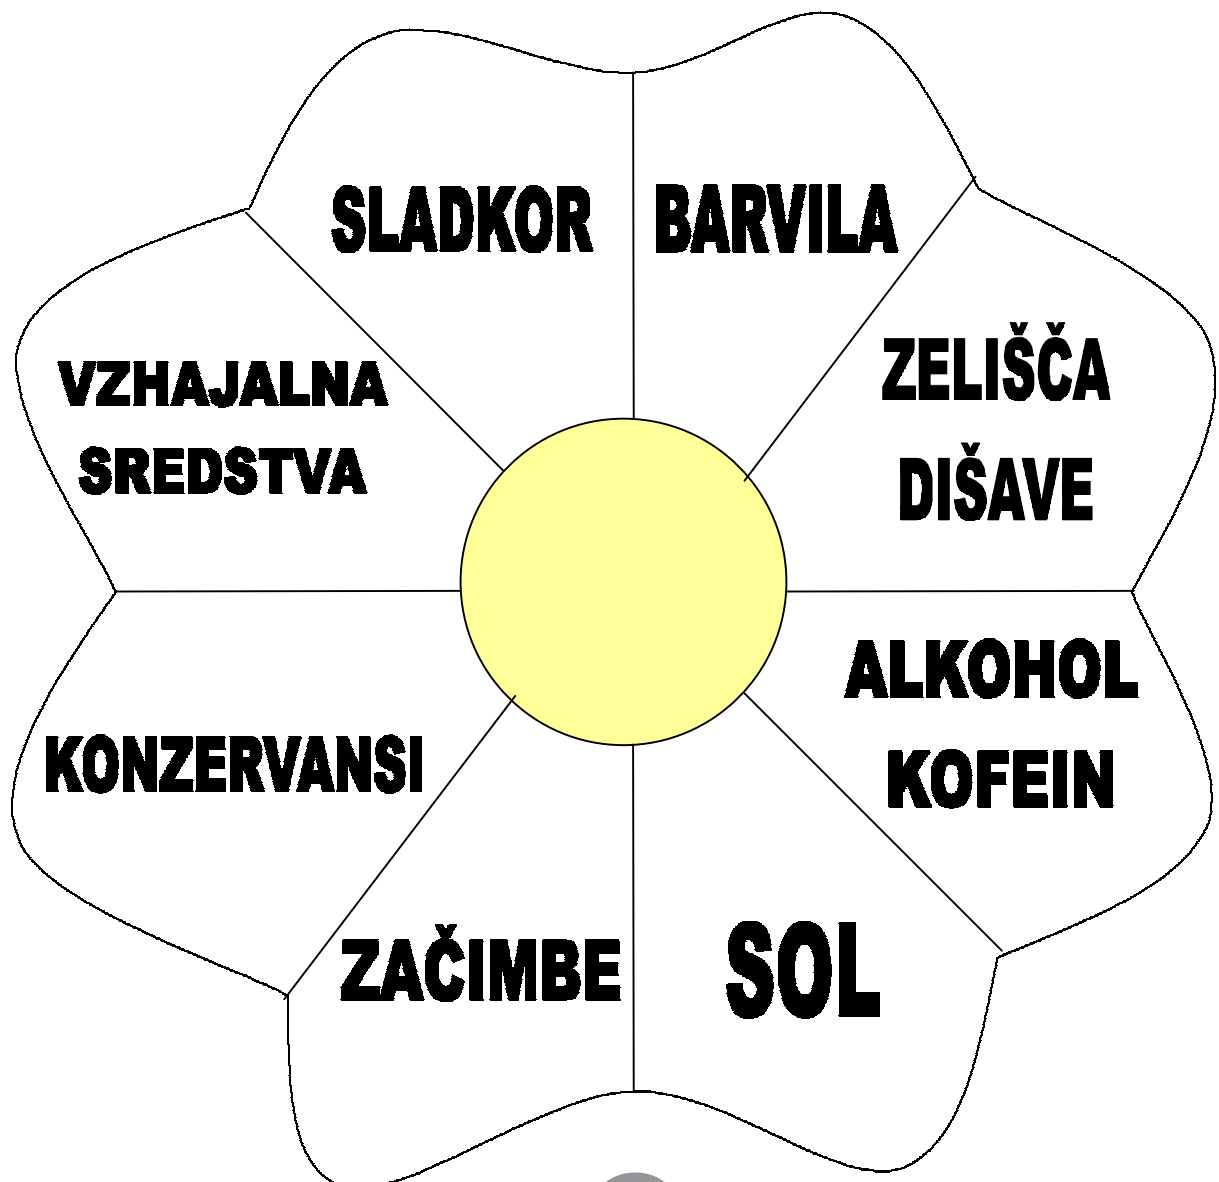 SLADKOR
BARVILA
ZELIŠČA
DIŠAVE
ALKOHOL
KOFEIN
SOL
ZAČIMBE
KONZERVANSI
VZHAJALNA
SREDSTVA